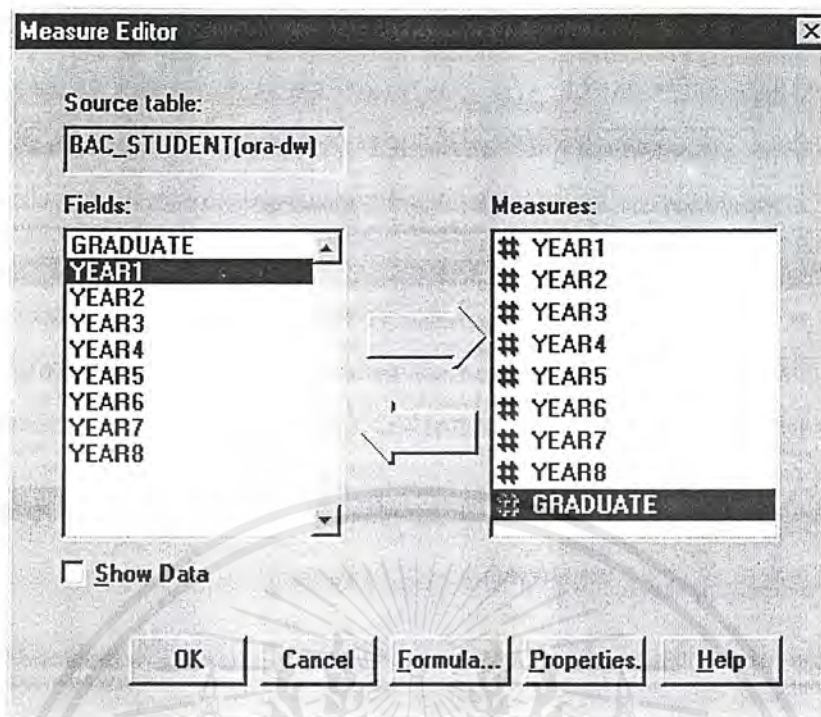 Measure Editor
Source table:
BAC_STUDENT(ora-dw)
Fields:
GRADUATE
YEAR1
YEAR2
YEAR3
YEAR4
YEAR5
YEAR6
YEAR7
YEAR8
Measures:
# YEAR1
# YEAR2
# YEAR3
# YEAR4
# YEAR5
# YEAR6
# YEAR7
# YEAR8
# GRADUATE
Show Data
OK
Cancel
Formula...
Properties.
Help